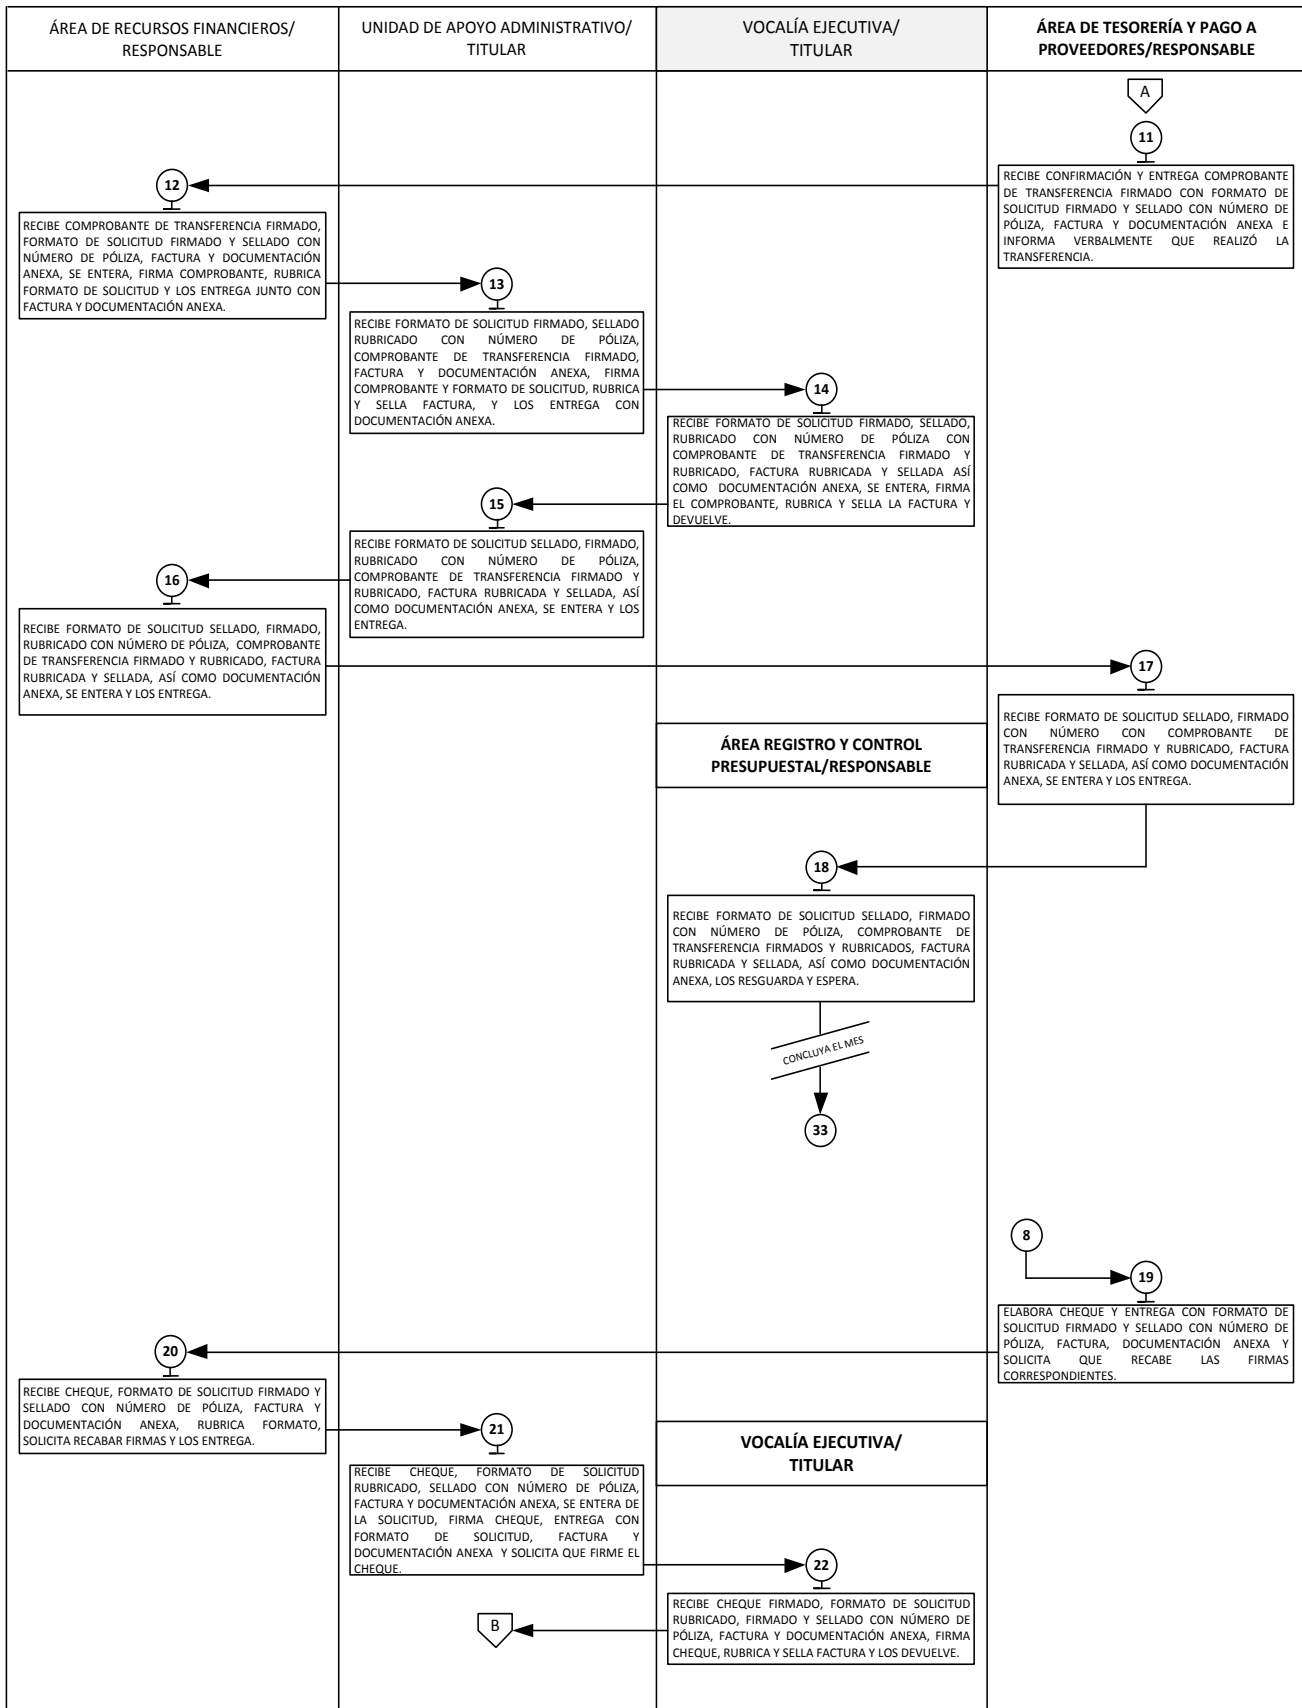 ÁREA DE RECURSOS FINANCIEROS/
RESPONSABLE
UNIDAD DE APOYO ADMINISTRATIVO/
TITULAR
VOCALÍA EJECUTIVA/
TITULAR
ÁREA DE TESORERÍA Y PAGO A
PROVEEDORES/RESPONSABLE
A
11
RECIBE CONFIRMACIÓN Y ENTREGA COMPROBANTE
DE TRANSFERENCIA FIRMADO CON FORMATO DE
SOLICITUD FIRMADO Y SELLADO CON NÚMERO DE
PÓLIZA, FACTURA Y DOCUMENTACIÓN ANEXA E
INFORMA VERBALMENTE QUE REALIZÓ LA
TRANSFERENCIA.
12
RECIBE COMPROBANTE DE TRANSFERENCIA FIRMADO,
FORMATO DE SOLICITUD FIRMADO Y SELLADO CON
NÚMERO DE PÓLIZA, FACTURA Y DOCUMENTACIÓN
ANEXA, SE ENTERA, FIRMA COMPROBANTE, RUBRICA
FORMATO DE SOLICITUD Y LOS ENTREGA JUNTO CON
FACTURA Y DOCUMENTACIÓN ANEXA.
13
RECIBE FORMATO DE SOLICITUD FIRMADO, SELLADO
RUBRICADO CON NÚMERO DE PÓLIZA,
COMPROBANTE DE TRANSFERENCIA FIRMADO,
FACTURA Y DOCUMENTACIÓN ANEXA, FIRMA
COMPROBANTE Y FORMATO DE SOLICITUD, RUBRICA
Y SELLA FACTURA, Y LOS ENTREGA CON
DOCUMENTACIÓN ANEXA.
14
RECIBE FORMATO DE SOLICITUD FIRMADO, SELLADO,
RUBRICADO CON NÚMERO DE PÓLIZA CON
COMPROBANTE DE TRANSFERENCIA FIRMADO Y
RUBRICADO, FACTURA RUBRICADA Y SELLADA ASÍ
COMO DOCUMENTACIÓN ANEXA, SE ENTERA, FIRMA
EL COMPROBANTE, RUBRICA Y SELLA LA FACTURA Y
DEVUELVE.
15
RECIBE FORMATO DE SOLICITUD SELLADO, FIRMADO,
RUBRICADO CON NÚMERO DE PÓLIZA,
COMPROBANTE DE TRANSFERENCIA FIRMADO Y
RUBRICADO, FACTURA RUBRICADA Y SELLADA, ASÍ
COMO DOCUMENTACIÓN ANEXA, SE ENTERA Y LOS
ENTREGA.
16
RECIBE FORMATO DE SOLICITUD SELLADO, FIRMADO,
RUBRICADO CON NÚMERO DE PÓLIZA, COMPROBANTE
DE TRANSFERENCIA FIRMADO Y RUBRICADO, FACTURA
RUBRICADA Y SELLADA, ASÍ COMO DOCUMENTACIÓN
ANEXA, SE ENTERA Y LOS ENTREGA.
17
RECIBE FORMATO DE SOLICITUD SELLADO, FIRMADO
CON NÚMERO CON COMPROBANTE DE
TRANSFERENCIA FIRMADO Y RUBRICADO, FACTURA
RUBRICADA Y SELLADA, ASÍ COMO DOCUMENTACIÓN
ANEXA, SE ENTERA Y LOS ENTREGA.
ÁREA REGISTRO Y CONTROL
PRESUPUESTAL/RESPONSABLE
18
RECIBE FORMATO DE SOLICITUD SELLADO, FIRMADO
CON NÚMERO DE PÓLIZA, COMPROBANTE DE
TRANSFERENCIA FIRMADOS Y RUBRICADOS, FACTURA
RUBRICADA Y SELLADA, ASÍ COMO DOCUMENTACIÓN
ANEXA, LOS RESGUARDA Y ESPERA.
CONCLUYA EL MES
33
8
19
ELABORA CHEQUE Y ENTREGA CON FORMATO DE
SOLICITUD FIRMADO Y SELLADO CON NÚMERO DE
PÓLIZA, FACTURA, DOCUMENTACIÓN ANEXA Y
SOLICITA QUE RECABE LAS FIRMAS
CORRESPONDIENTES.
20
RECIBE CHEQUE, FORMATO DE SOLICITUD FIRMADO Y
SELLADO CON NÚMERO DE PÓLIZA, FACTURA Y
DOCUMENTACIÓN ANEXA, RUBRICA FORMATO,
SOLICITA RECABAR FIRMAS Y LOS ENTREGA.
21
RECIBE CHEQUE, FORMATO DE SOLICITUD
RUBRICADO, SELLADO CON NÚMERO DE PÓLIZA,
FACTURA Y DOCUMENTACIÓN ANEXA, SE ENTERA DE
LA SOLICITUD, FIRMA CHEQUE, ENTREGA CON
FORMATO DE SOLICITUD, FACTURA Y
DOCUMENTACIÓN ANEXA Y SOLICITA QUE FIRME EL
CHEQUE.
VOCALÍA EJECUTIVA/
TITULAR
22
RECIBE CHEQUE FIRMADO, FORMATO DE SOLICITUD
RUBRICADO, FIRMADO Y SELLADO CON NÚMERO DE
PÓLIZA, FACTURA Y DOCUMENTACIÓN ANEXA, FIRMA
CHEQUE, RUBRICA Y SELLA FACTURA Y LOS DEVUELVE.
B